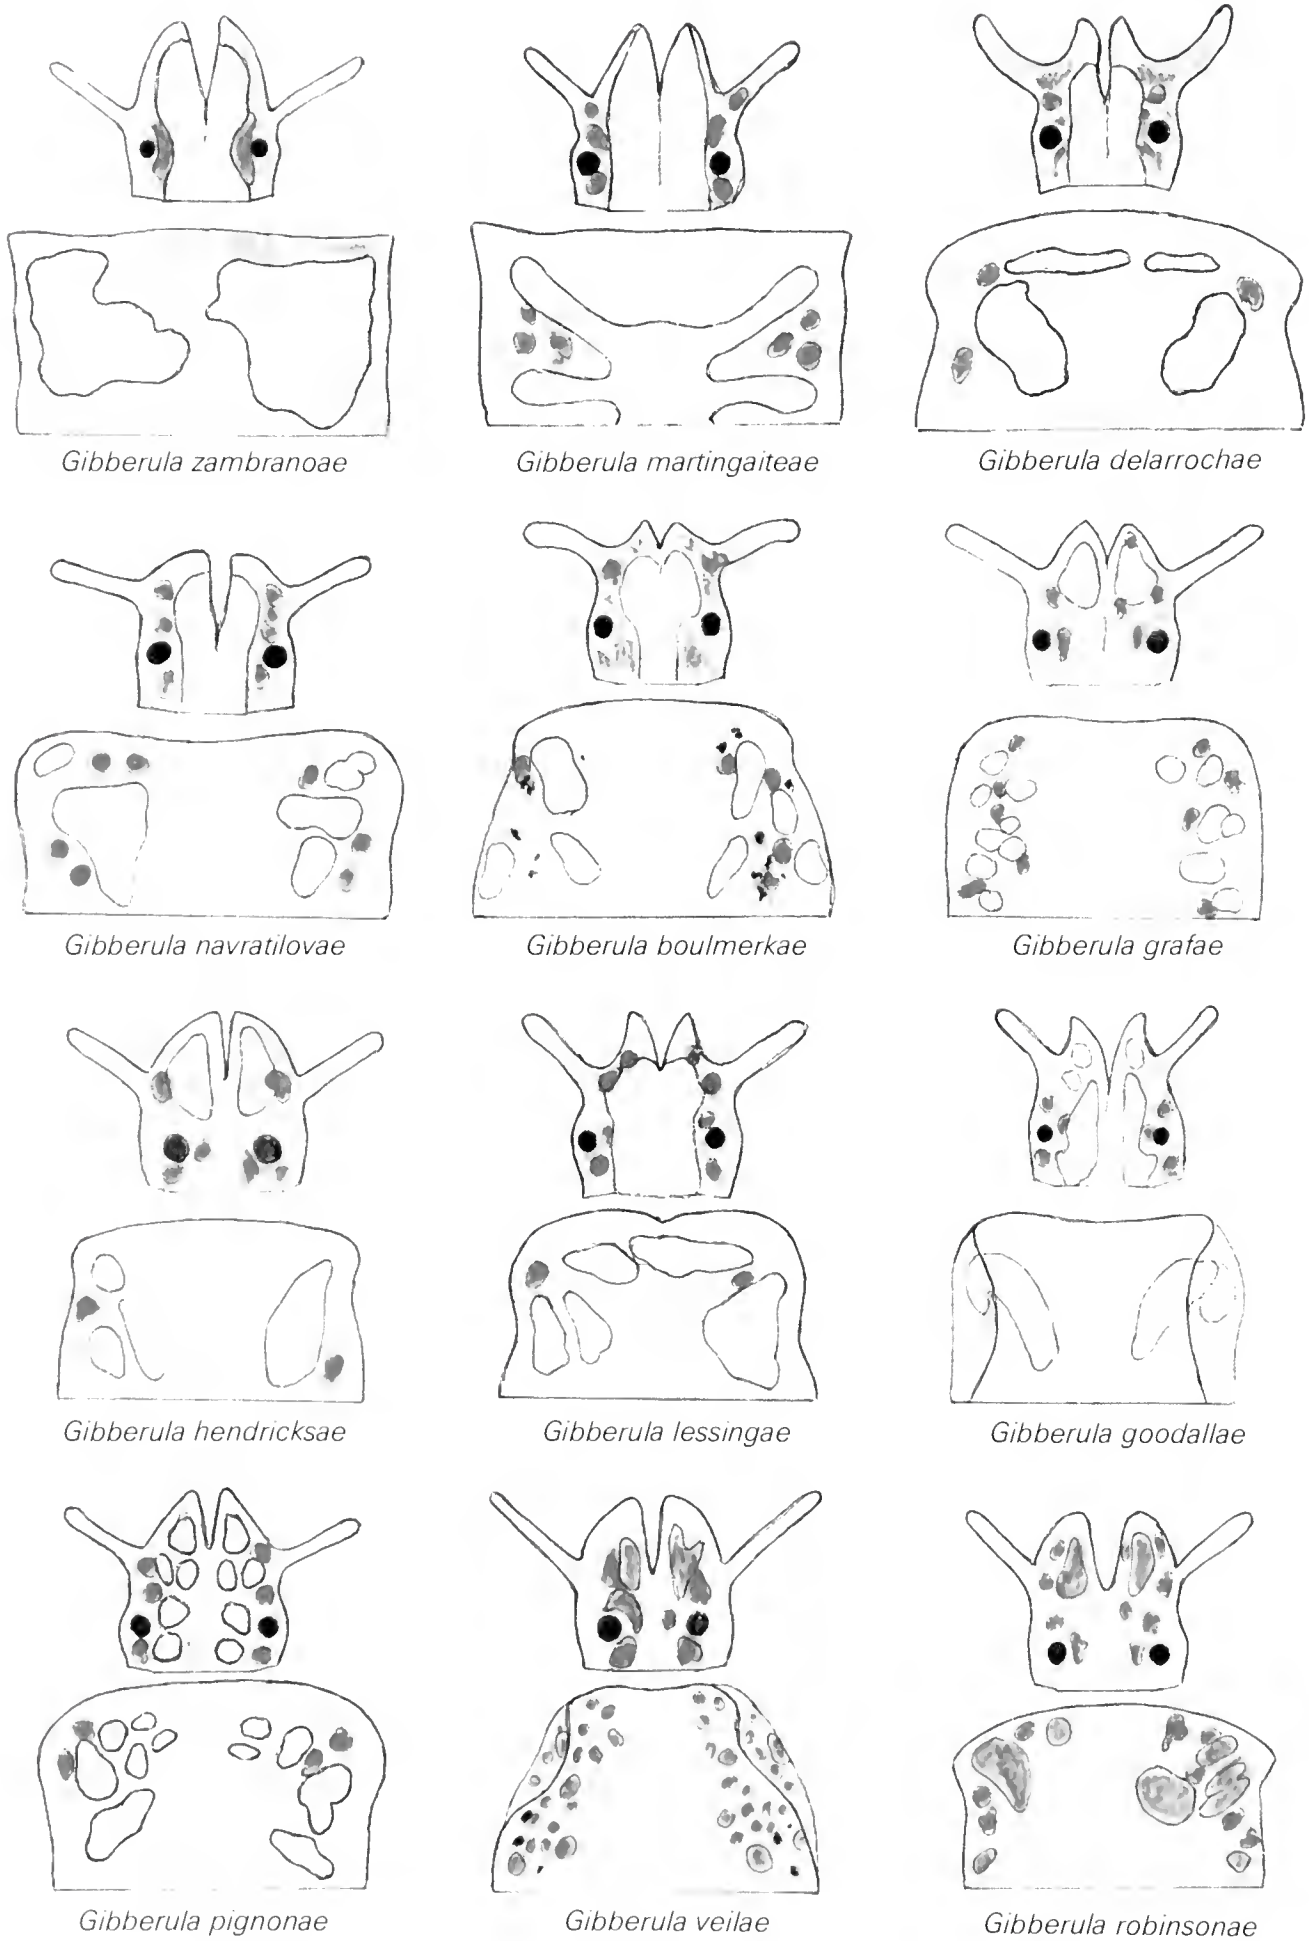 Gibberula zambranoae
Gibberula martingaiteae
Gibberula delarrochae
Gibberula navratilovae
Gibberula boulmerkae
Gibberula grafae
Gibberula hendricksae
Gibberula lessingae
Gibberula goodallae
Gibberula pignonae
Gibberula veilae
Gibberula robinsonae